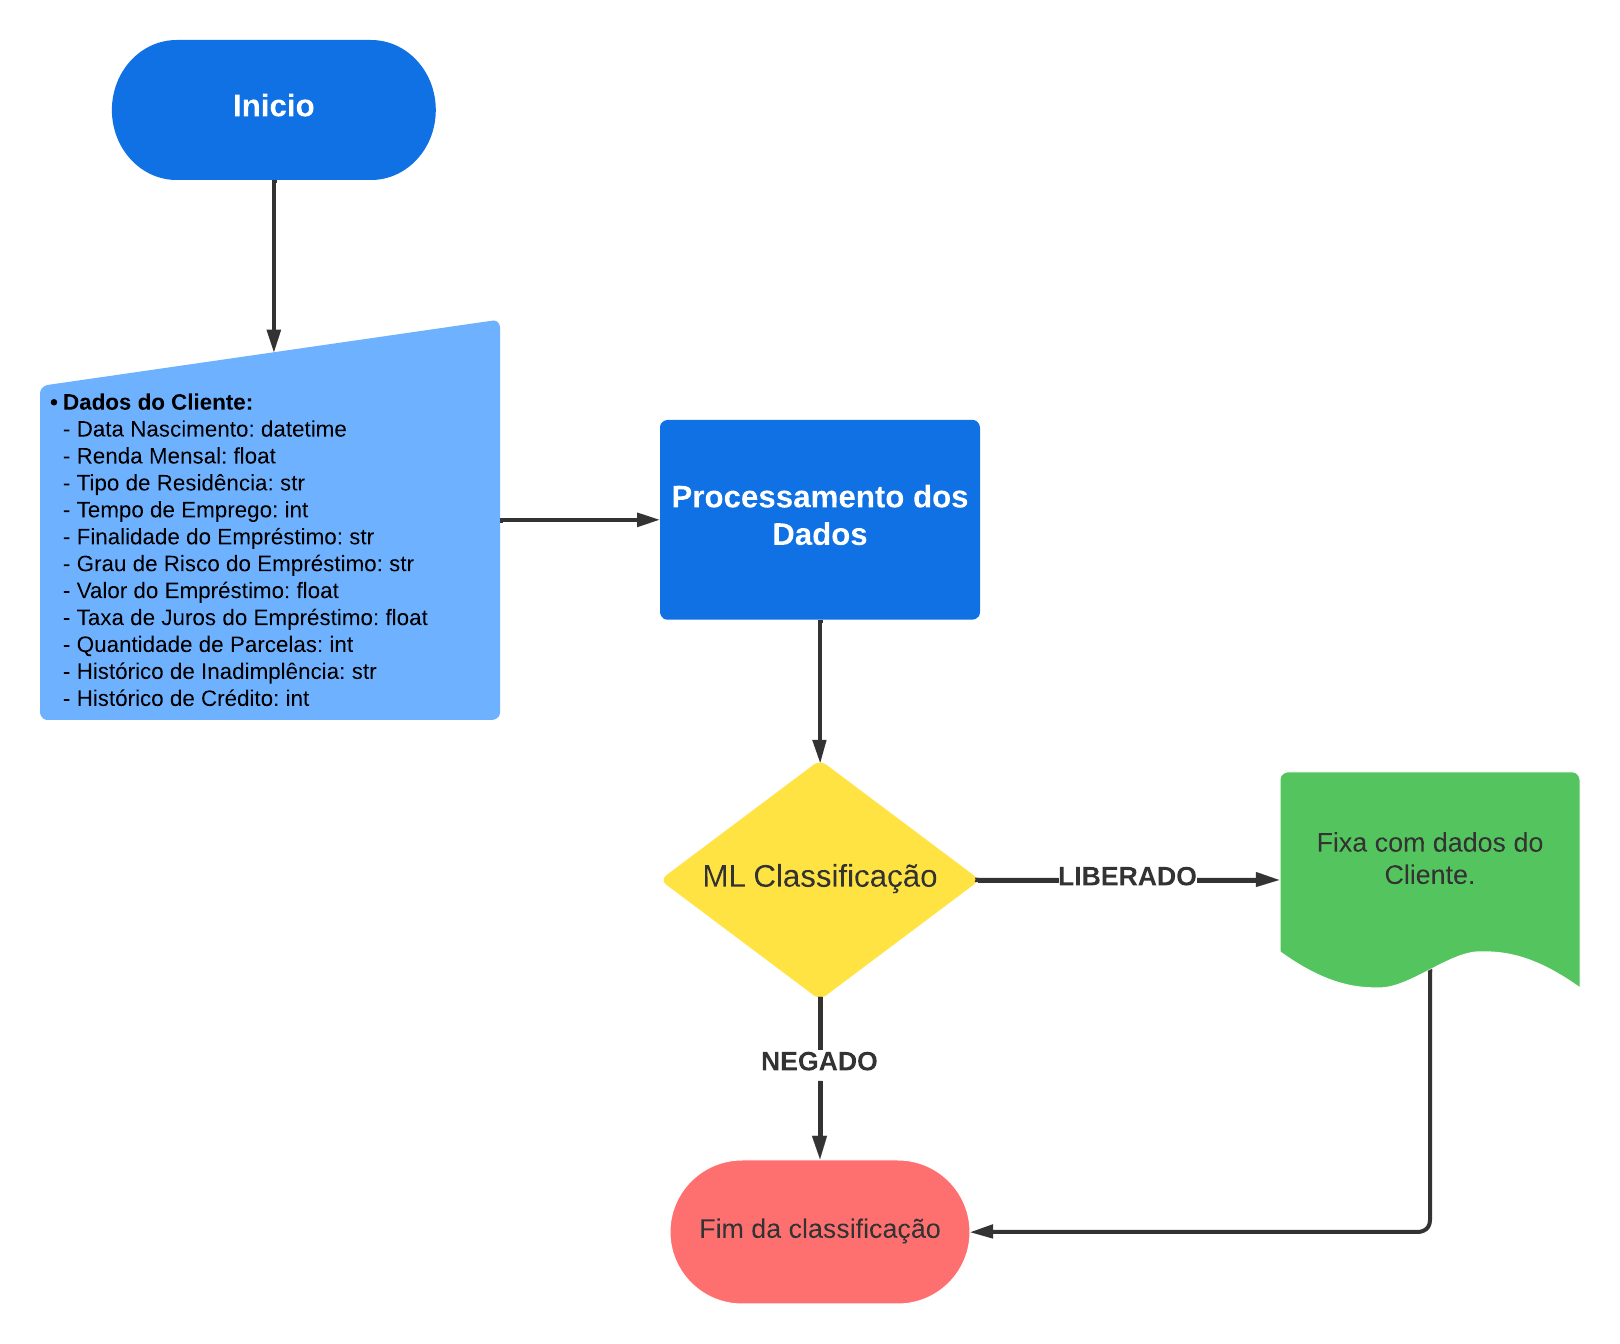 Inicio
• Dados do Cliente:
- Data Nascimento: datetime
- Renda Mensal: float
- Tipo de Residência: str
- Tempo de Emprego: int
- Finalidade do Empréstimo: str
- Grau de Risco do Empréstimo: str
- Valor do Empréstimo: float
- Taxa de Juros do Empréstimo: float
- Quantidade de Parcelas: int
- Histórico de Inadimplência: str
- Histórico de Crédito: int
Processamento dos
Dados
ML Classificação
LIBERADO
Fixa com dados do
Cliente.
NEGADO
Fim da classificação